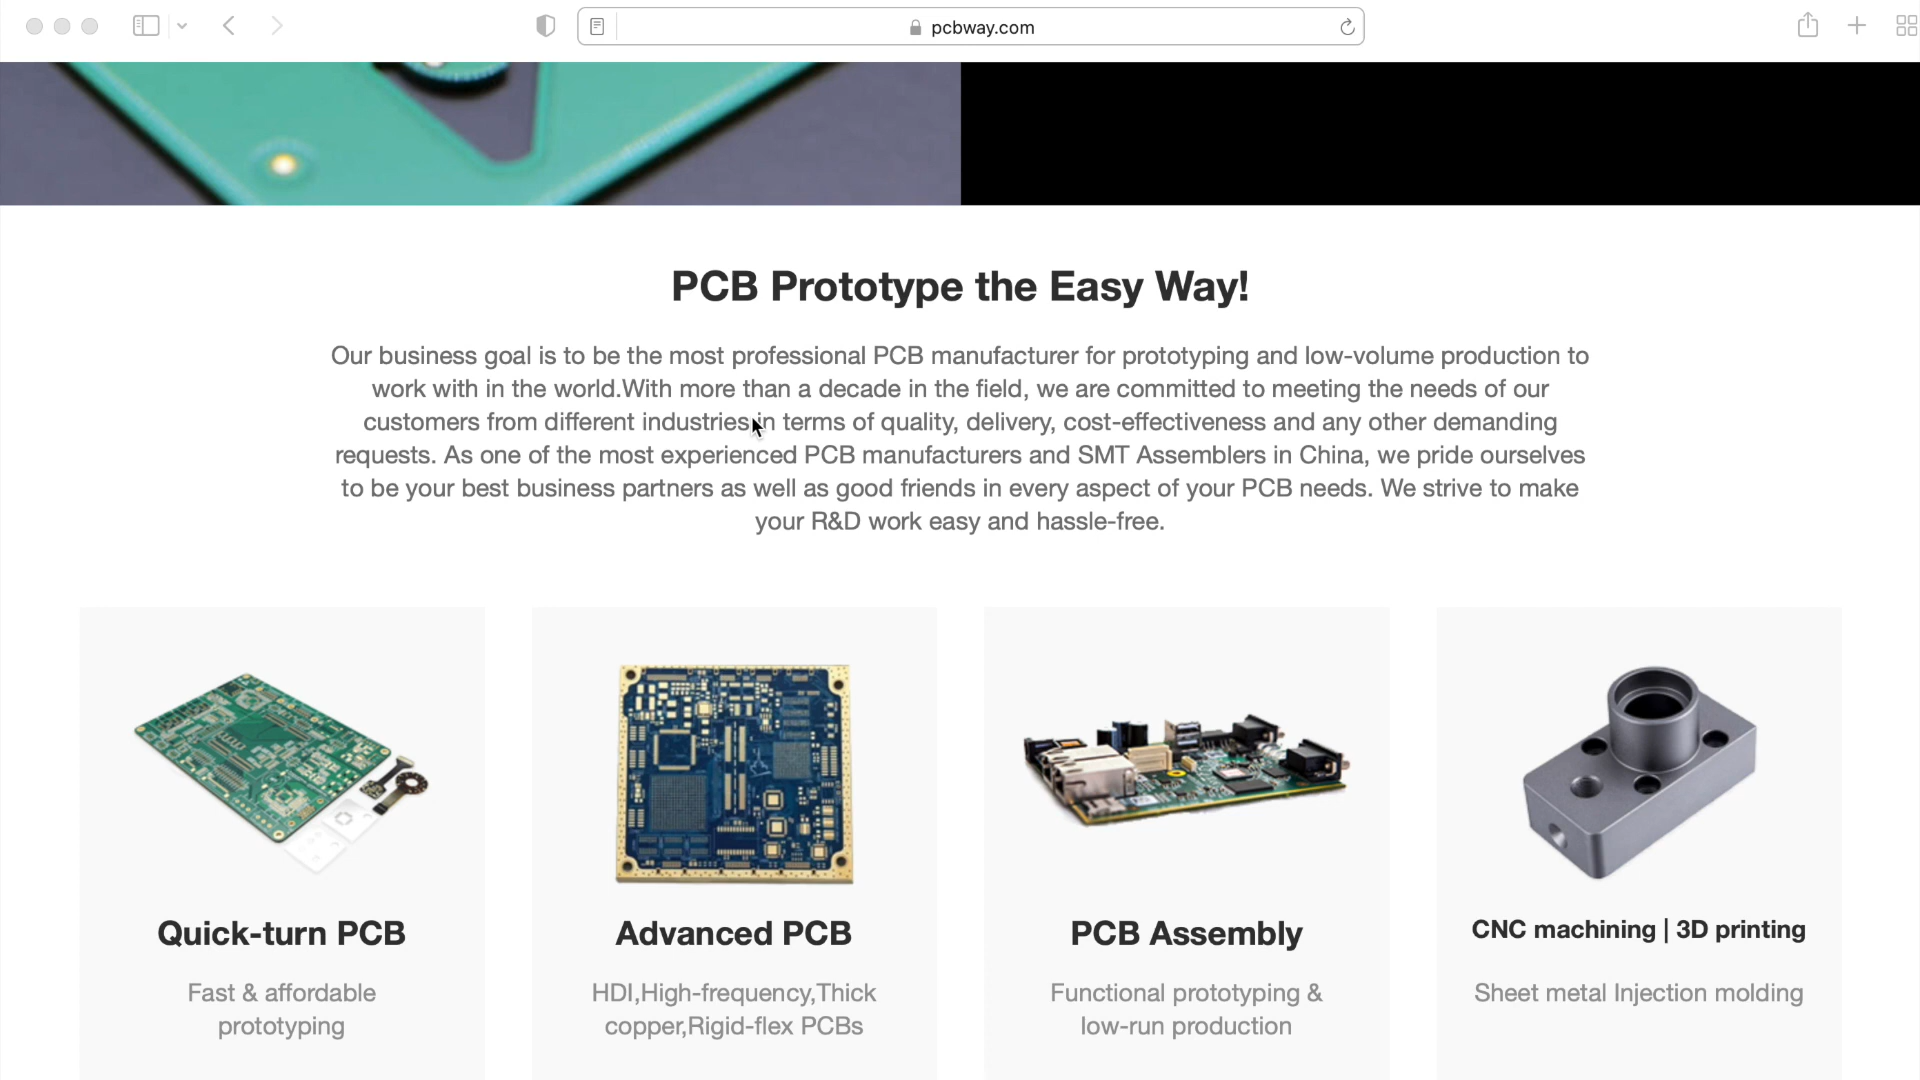 pcbway.com
PCB Prototype the Easy Way!
Our business goal is to be the most professional PCB manufacturer for prototyping and low-volume production to
work with in the world.With more than a decade in the field, we are committed to meeting the needs of our
customers from different industries in terms of quality, delivery, cost-effectiveness and any other demanding
requests. As one of the most experienced PCB manufacturers and SMT Assemblers in China, we pride ourselves
to be your best business partners as well as good friends in every aspect of your PCB needs. We strive to make
your R&D work easy and hassle-free.
Quick-turn PCB
Fast & affordable
prototyping
Advanced PCB
HDI,High-frequency,Thick
copper,Rigid-flex PCBs
PCB Assembly
Functional prototyping &
low-run production
CNC machining | 3D printing
Sheet metal Injection molding